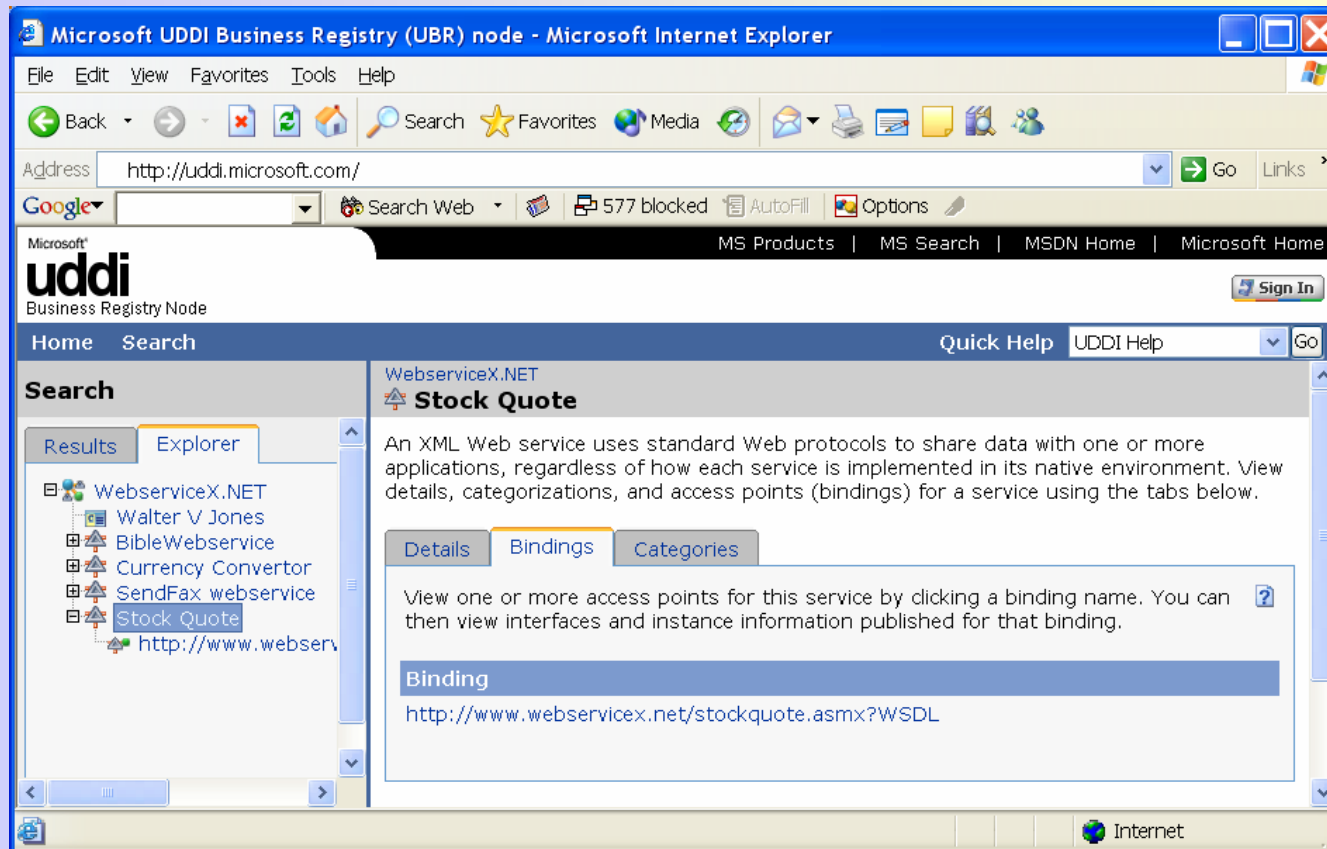 Microsoft UDDI Business Registry (UBR) node - Microsoft Internet Explorer
File Edit View Favorites Tools Help
Back Search Favorites Media
Address http://uddi.microsoft.com/ Go Links
Google Search Web 577 blocked AutoFill Options
MS Products | MS Search | MSDN Home | Microsoft Home
Microsoft
uddi
Business Registry Node
Sign In
Home Search Quick Help UDDI Help Go
Search
Results Explorer
WebserviceX.NET
Walter V Jones
BibleWebservice
Currency Convertor
SendFax webservice
Stock Quote
http://www.webserv
WebserviceX.NET
Stock Quote
An XML Web service uses standard Web protocols to share data with one or more
applications, regardless of how each service is implemented in its native environment. View
details, categorizations, and access points (bindings) for a service using the tabs below.
Details Bindings Categories
View one or more access points for this service by clicking a binding name. You can
then view interfaces and instance information published for that binding.
Binding
http://www.webservicex.net/stockquote.asmx?WSDL
Internet